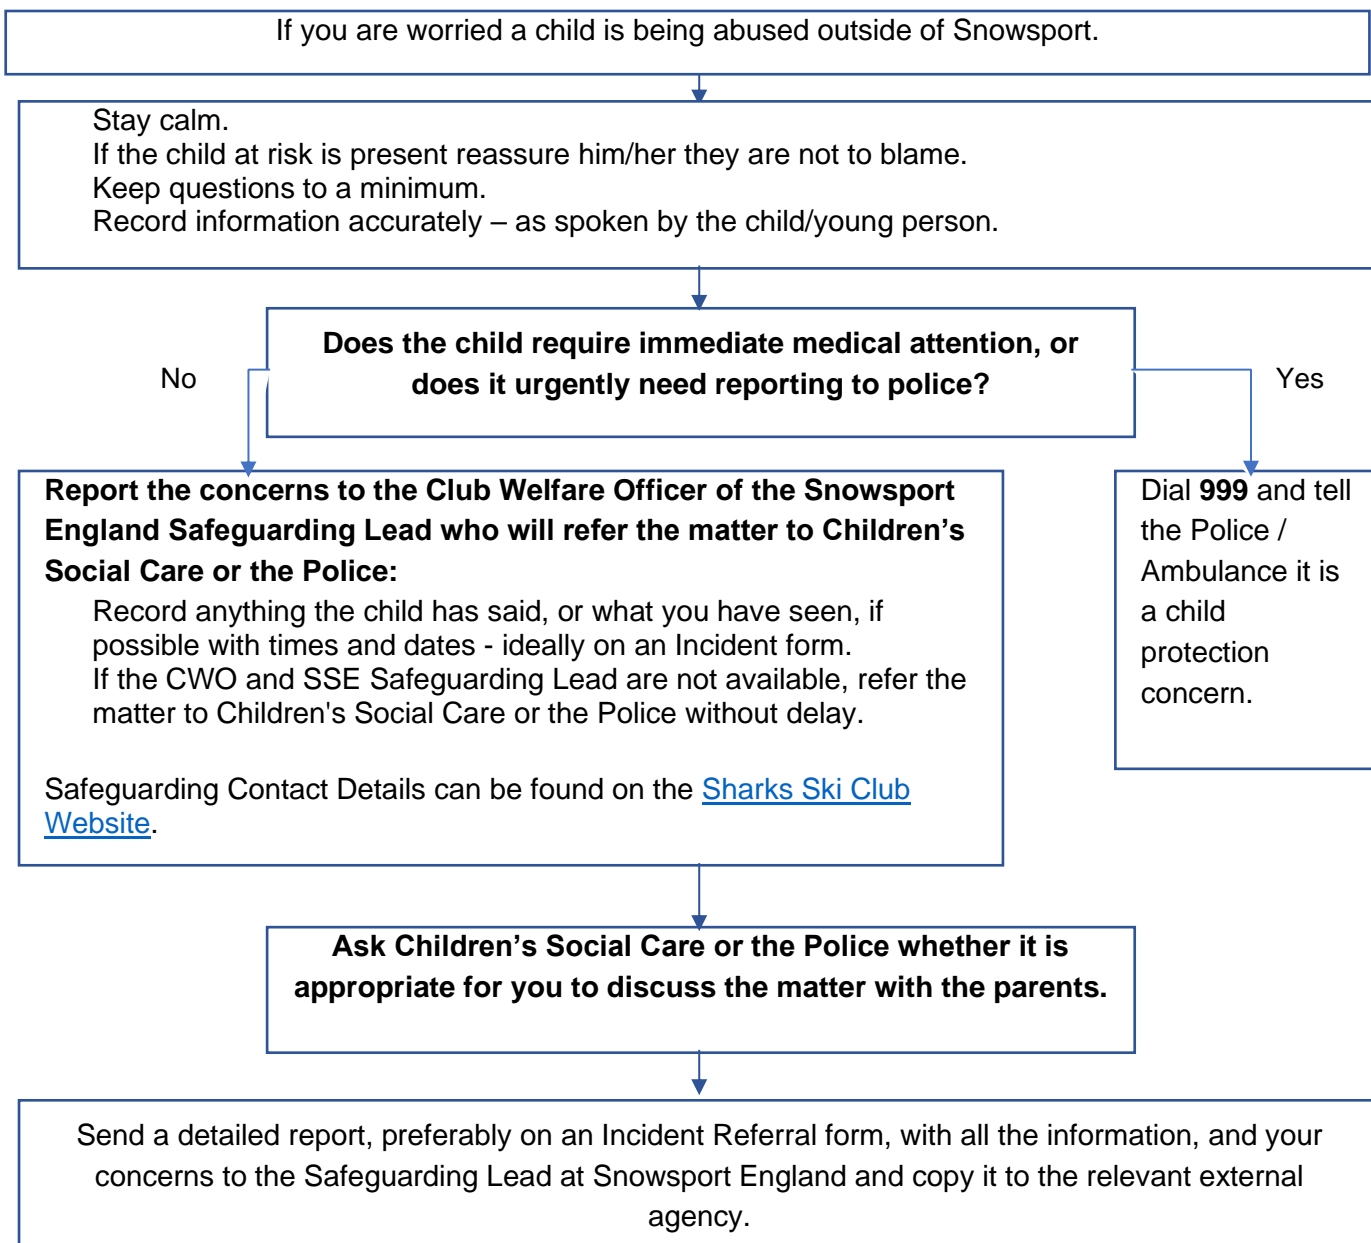 If you are worried a child is being abused outside of Snowsport.
Stay calm.
If the child at risk is present reassure him/her they are not to blame.
Keep questions to a minimum.
Record information accurately – as spoken by the child/young person.
Does the child require immediate medical attention, or
does it urgently need reporting to police?
No
Yes
Report the concerns to the Club Welfare Officer of the Snowsport
England Safeguarding Lead who will refer the matter to Children’s
Social Care or the Police:
Record anything the child has said, or what you have seen, if
possible with times and dates - ideally on an Incident form.
If the CWO and SSE Safeguarding Lead are not available, refer the
matter to Children's Social Care or the Police without delay.
Safeguarding Contact Details can be found on the Sharks Ski Club
Website.
Dial 999 and tell
the Police /
Ambulance it is
a child
protection
concern.
Ask Children’s Social Care or the Police whether it is
appropriate for you to discuss the matter with the parents.
Send a detailed report, preferably on an Incident Referral form, with all the information, and your
concerns to the Safeguarding Lead at Snowsport England and copy it to the relevant external
agency.